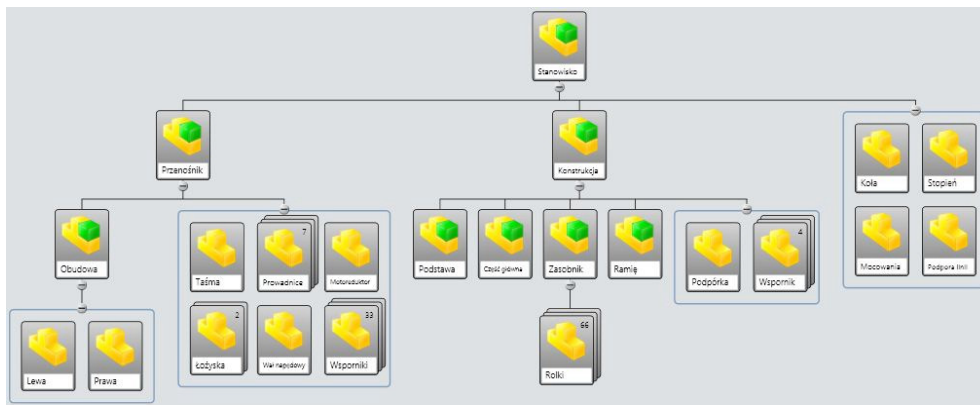 Stanowisko
Przenośnik
Konstrukcja
Koła
Stopień
Mocowania
Podpora linii
Obudowa
Taśma
7
Prowadnice
Motoreduktor
2
Łożyska
Wał napędowy
33
Wsporniki
Podstawa
Część główna
Zasobnik
Ramię
Podpórka
4
Wspornik
Lewa
Prawa
66
Rolki